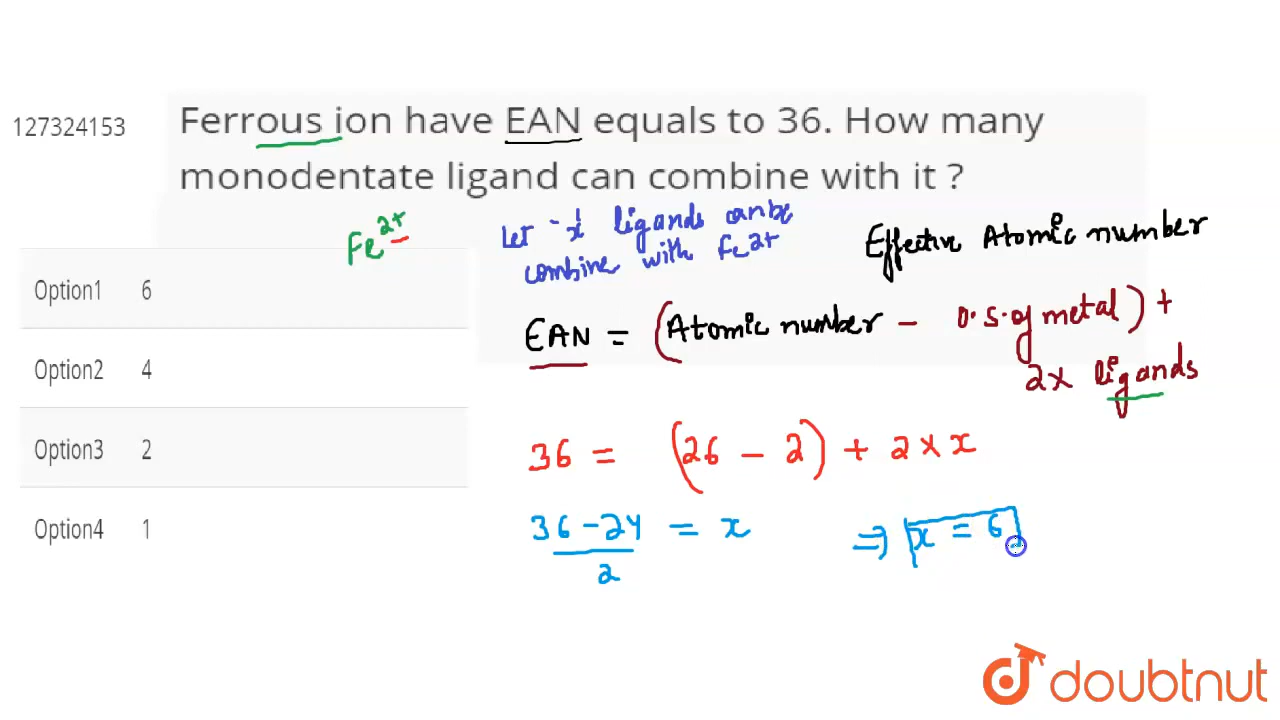 127324153
Ferrous ion have EAN equals to 36. How many
monodentate ligand can combine with it ?
Fe2+
Let 'x' ligands can be
combine with Fe2+
Effective Atomic number
Option1 6
EAN = (Atomic number - O.S. of metal) +
2x ligands
Option2 4
Option3 2
36 = (26 - 2) + 2 × x
Option4 1
36-24 = x ⇒ x = 6
2
doubtnut